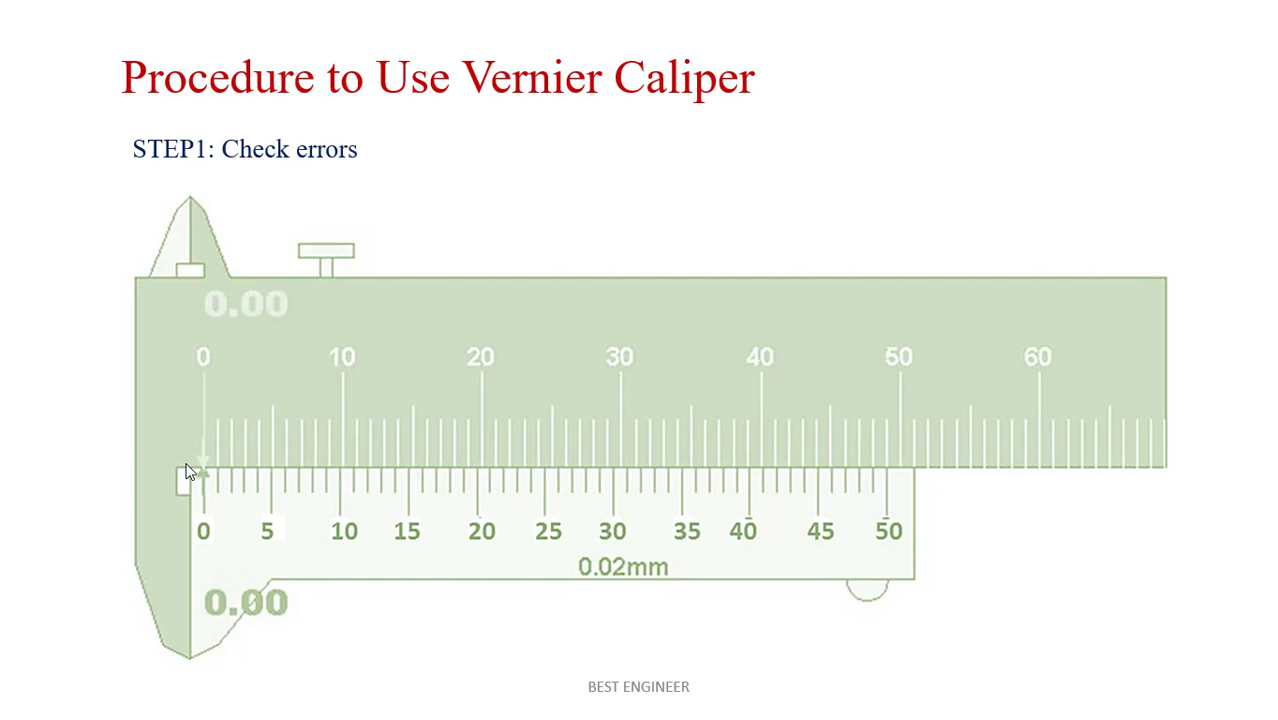 Procedure to Use Vernier Caliper
STEP1: Check errors
0.00
0 10 20 30 40 50 60
0 5 10 15 20 25 30 35 40 45 50
0.02mm
0.00
BEST ENGINEER